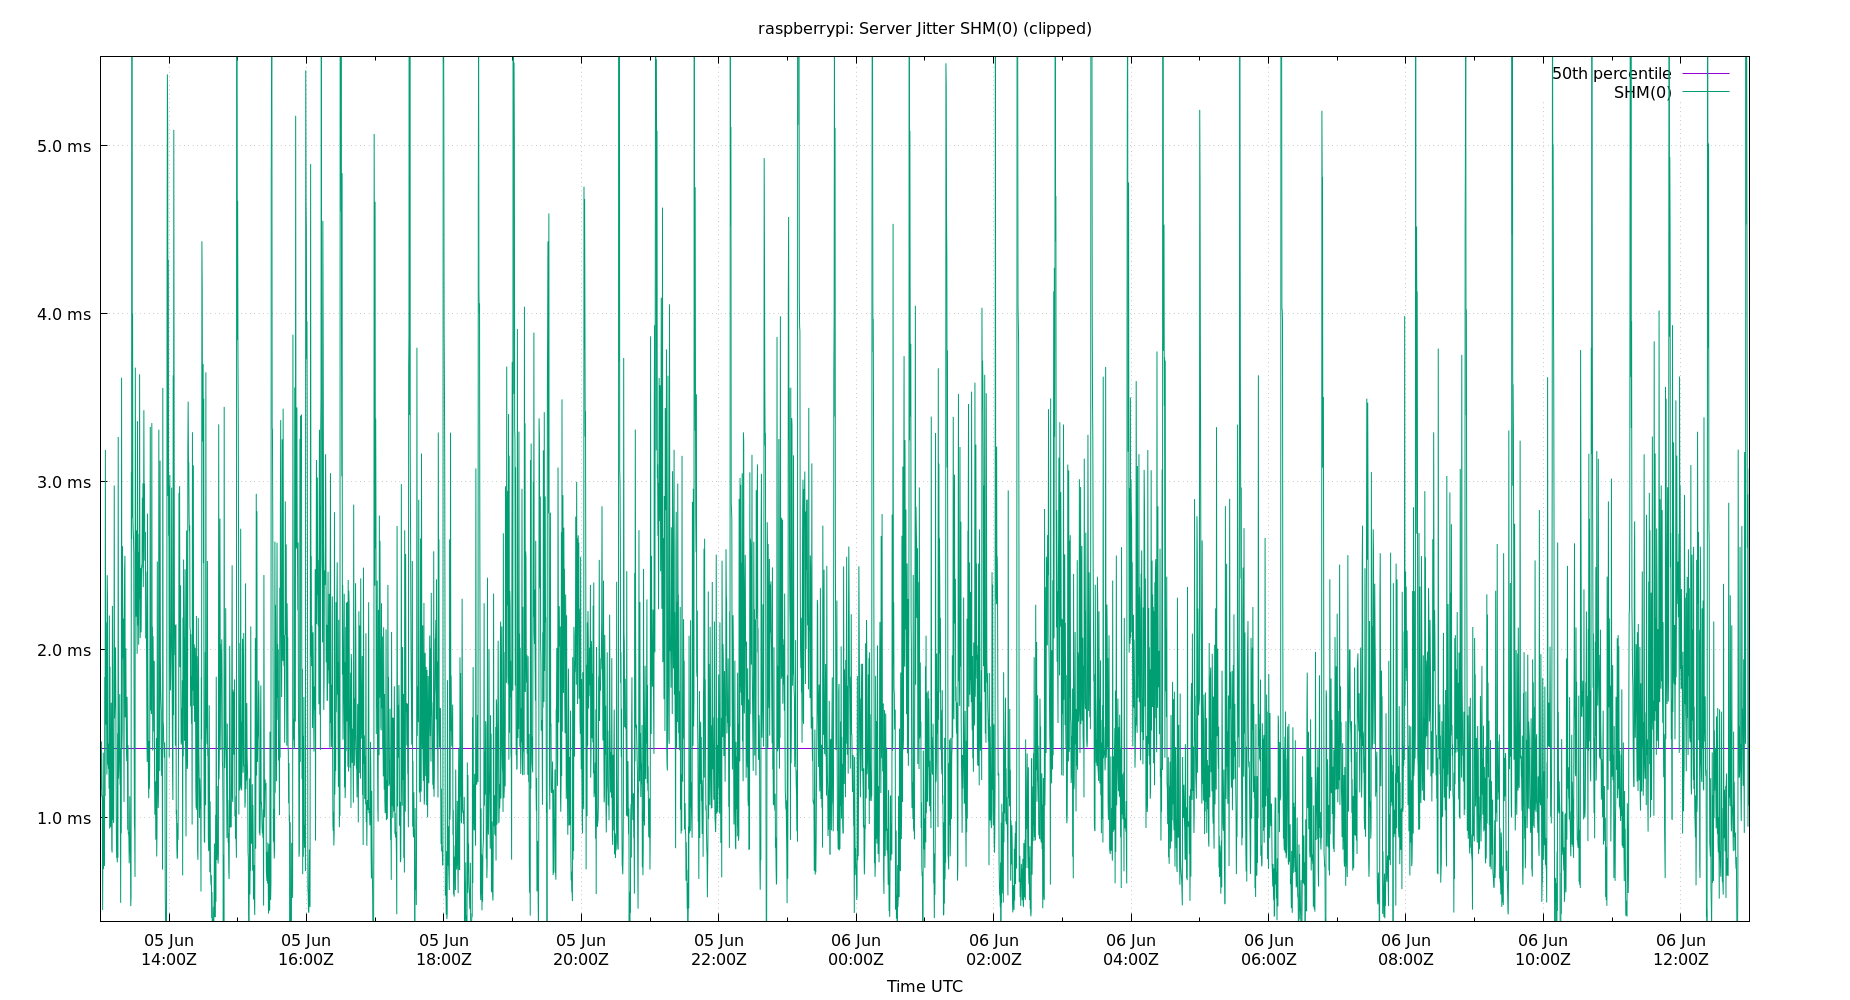 raspberrypi: Server Jitter SHM(0) (clipped)
50th percentile
SHM(0)
5.0 ms
4.0 ms
3.0 ms
2.0 ms
1.0 ms
05 Jun 05 Jun 05 Jun 05 Jun 05 Jun 06 Jun 06 Jun 06 Jun 06 Jun 06 Jun 06 Jun 06 Jun
14:00Z 16:00Z 18:00Z 20:00Z 22:00Z 00:00Z 02:00Z 04:00Z 06:00Z 08:00Z 10:00Z 12:00Z
Time UTC